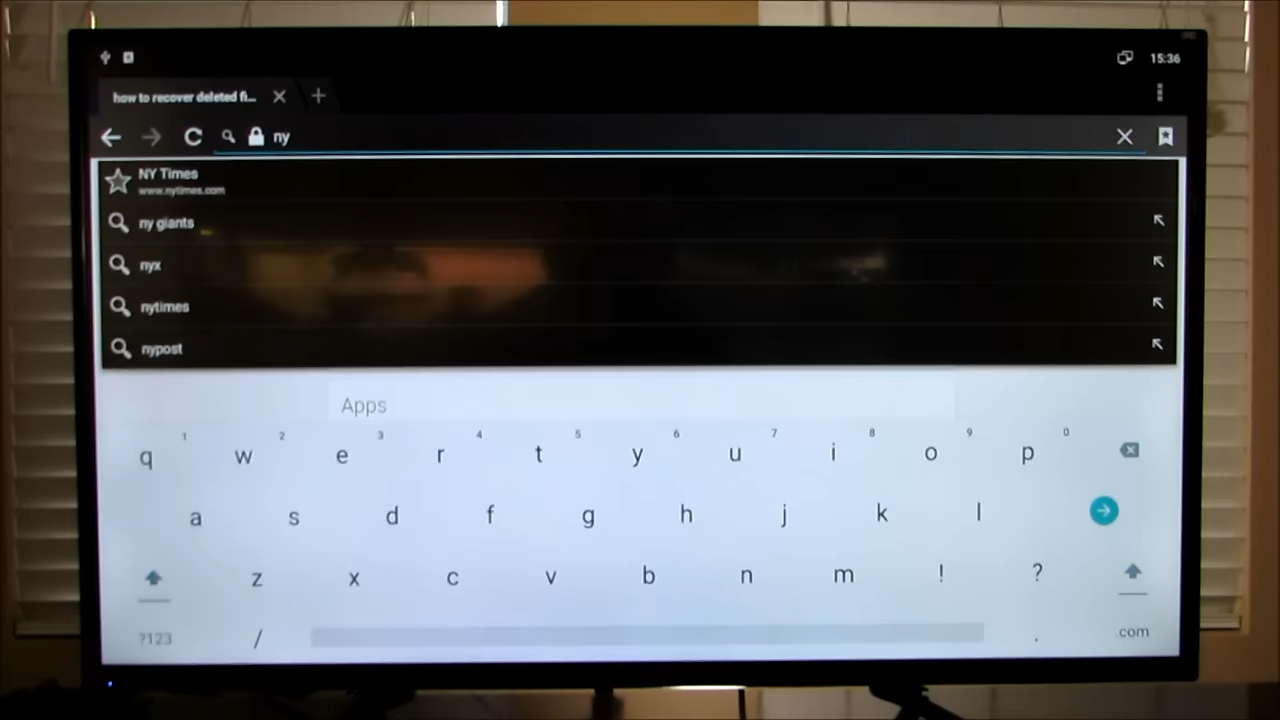 15:36
how to recover deleted fi...
ny
NY Times
www.nytimes.com
ny giants
nyx
nytimes
nypost
Apps
1 2 3 4 5 6 7 8 9 0
q w e r t y u i o p
a s d f g h j k l
z x c v b n m ! ?
?123 / . .com